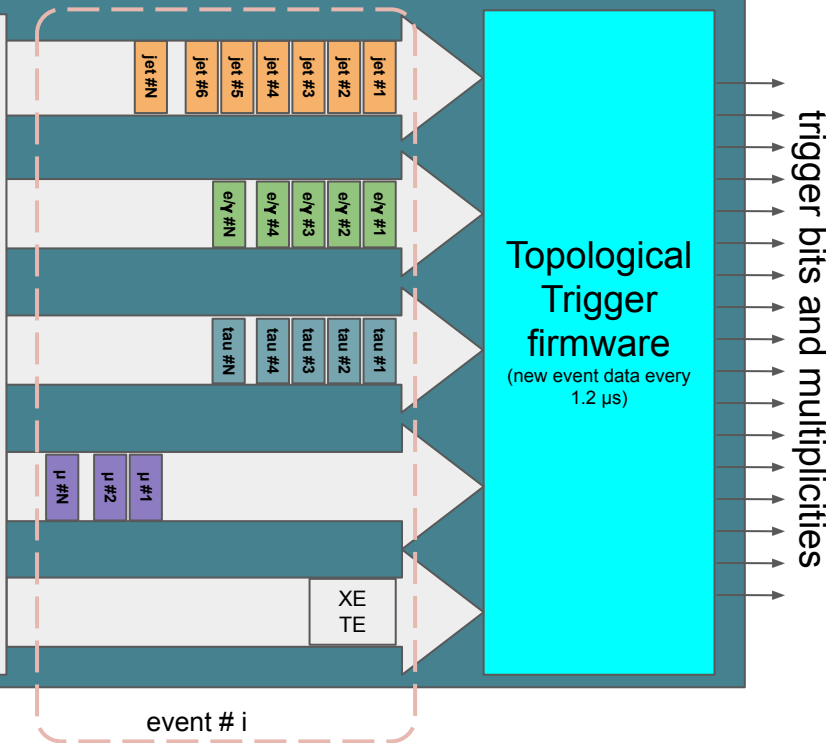 jet #N
jet #6
jet #5
jet #4
jet #3
jet #2
jet #1
e/γ #N
e/γ #4
e/γ #3
e/γ #2
e/γ #1
tau #N
tau #4
tau #3
tau #2
tau #1
μ #N
μ #2
μ #1
XE
TE
Topological
Trigger
firmware
(new event data every
1.2 μs)
trigger bits and multiplicities
event # i